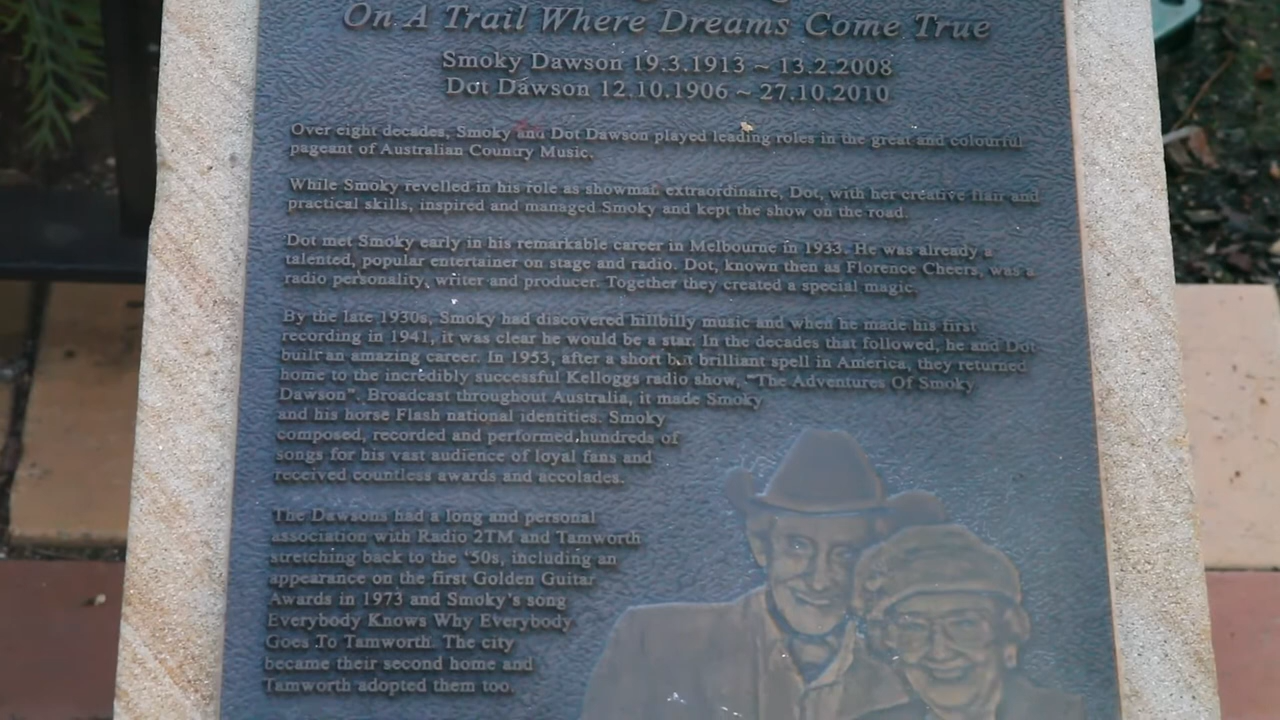 On A Trail Where Dreams Come True
Smoky Dawson 19.3.1913 ~ 13.2.2008
Dot Dawson 12.10.1906 ~ 27.10.2010
Over eight decades, Smoky and Dot Dawson played leading roles in the great and colourful
pageant of Australian Country Music.
While Smoky revelled in his role as showman extraordinaire, Dot, with her creative flair and
practical skills, inspired and managed Smoky and kept the show on the road.
Dot met Smoky early in his remarkable career in Melbourne in 1933. He was already a
talented, popular entertainer on stage and radio. Dot, known then as Florence Cheers, was a
radio personality, writer and producer. Together they created a special magic.
By the late 1930s, Smoky had discovered hillbilly music and when he made his first
recording in 1941, it was clear he would be a star. In the decades that followed, he and Dot
built an amazing career. In 1953, after a short but brilliant spell in America, they returned
home to the incredibly successful Kelloggs radio show, "The Adventures Of Smoky
Dawson". Broadcast throughout Australia, it made Smoky
and his horse Flash national identities. Smoky
composed, recorded and performed hundreds of
songs for his vast audience of loyal fans and
received countless awards and accolades.
The Dawsons had a long and personal
association with Radio 2TM and Tamworth
stretching back to the '50s, including an
appearance on the first Golden Guitar
Awards in 1973 and Smoky's song
Everybody Knows Why Everybody
Goes To Tamworth. The city
became their second home and
Tamworth adopted them too.